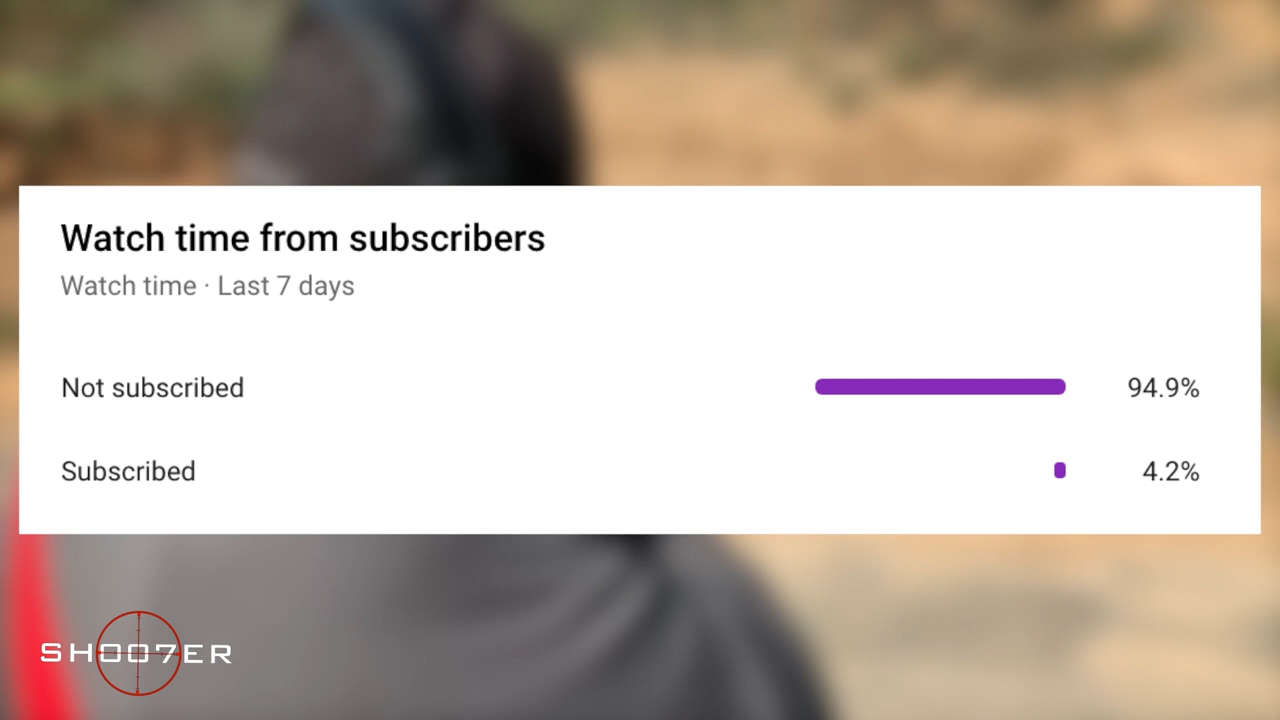 Watch time from subscribers
Watch time · Last 7 days
Not subscribed 94.9%
Subscribed 4.2%
SHOO7ER